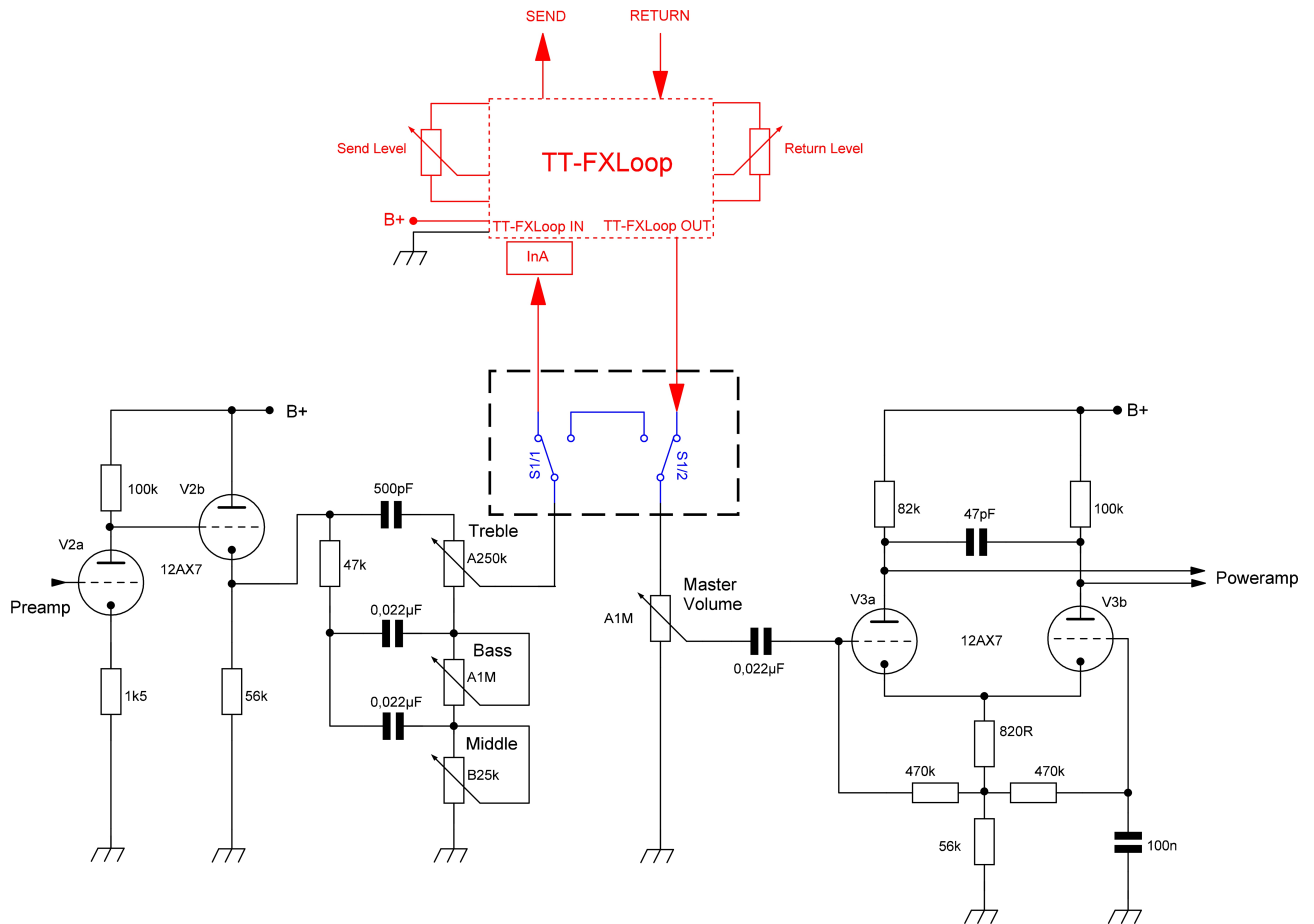 SEND
RETURN
Send Level
TT-FXLoop
Return Level
B+
TT-FXLoop IN
TT-FXLoop OUT
InA
B+
B+
S1/1
S1/2
100k
V2b
500pF
82k
47pF
100k
V2a
12AX7
Treble
A250k
47k
Preamp
Master
Volume
A1M
Poweramp
V3a
V3b
12AX7
0,022µF
Bass
A1M
0,022µF
1k5
56k
0,022µF
Middle
B25k
820R
470k
470k
56k
100n